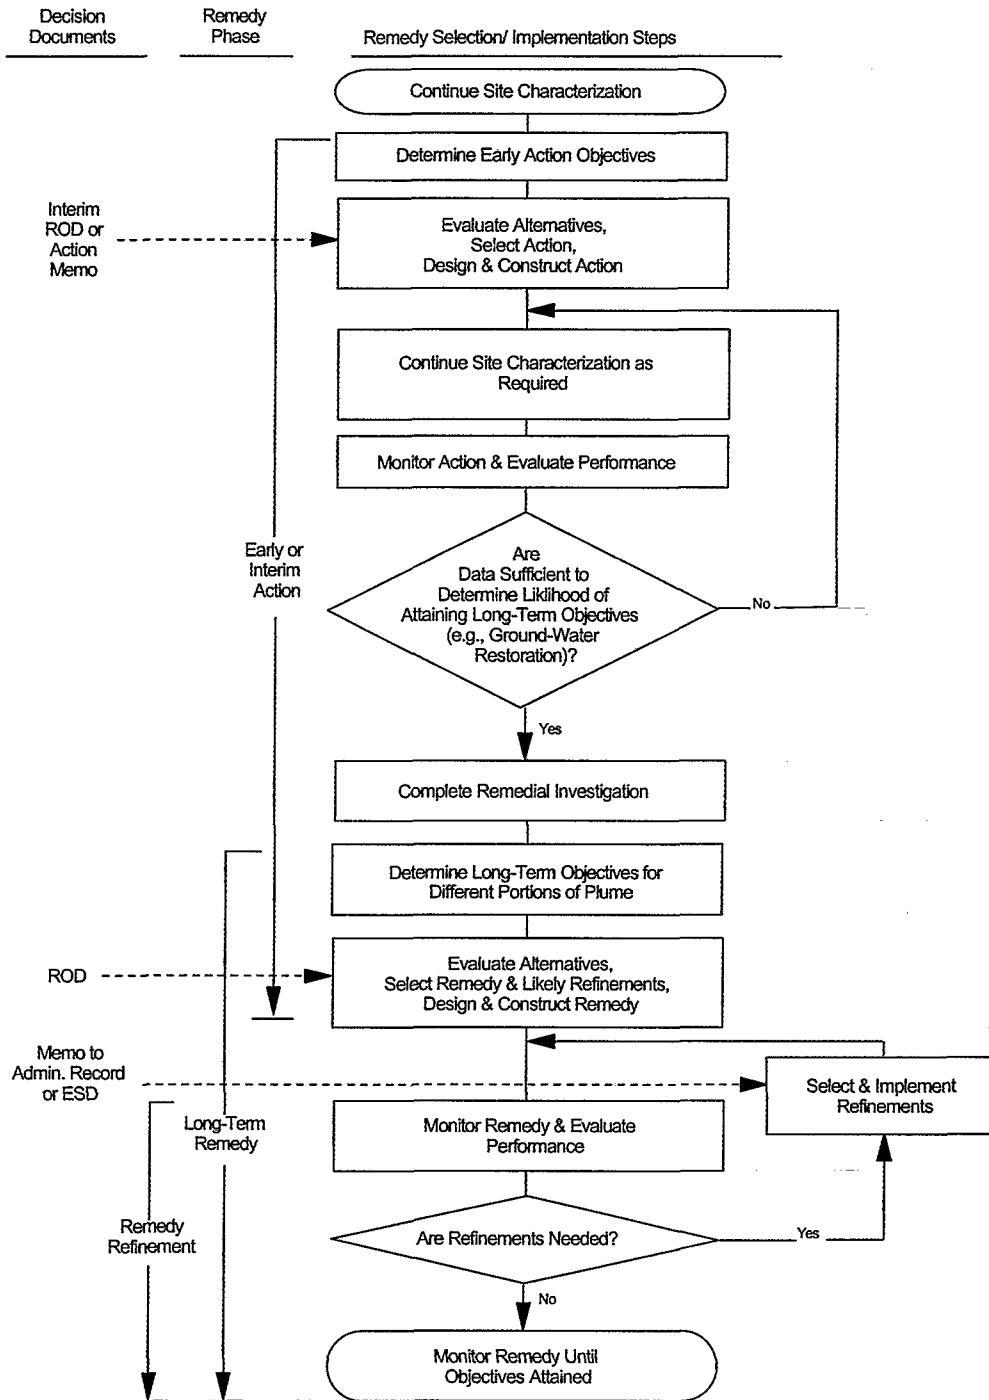 Decision
Documents
Remedy
Phase
Remedy Selection/ Implementation Steps
Continue Site Characterization
Determine Early Action Objectives
Interim
ROD or
Action
Memo
Evaluate Alternatives,
Select Action,
Design & Construct Action
Continue Site Characterization as
Required
Monitor Action & Evaluate Performance
Early or
Interim
Action
Are
Data Sufficient to
Determine Liklihood of
Attaining Long-Term Objectives
(e.g., Ground-Water
Restoration)?
No
Yes
Complete Remedial Investigation
Determine Long-Term Objectives for
Different Portions of Plume
ROD
Evaluate Alternatives,
Select Remedy & Likely Refinements,
Design & Construct Remedy
Memo to
Admin. Record
or ESD
Select & Implement
Refinements
Long-Term
Remedy
Monitor Remedy & Evaluate
Performance
Remedy
Refinement
Are Refinements Needed?
Yes
No
Monitor Remedy Until
Objectives Attained